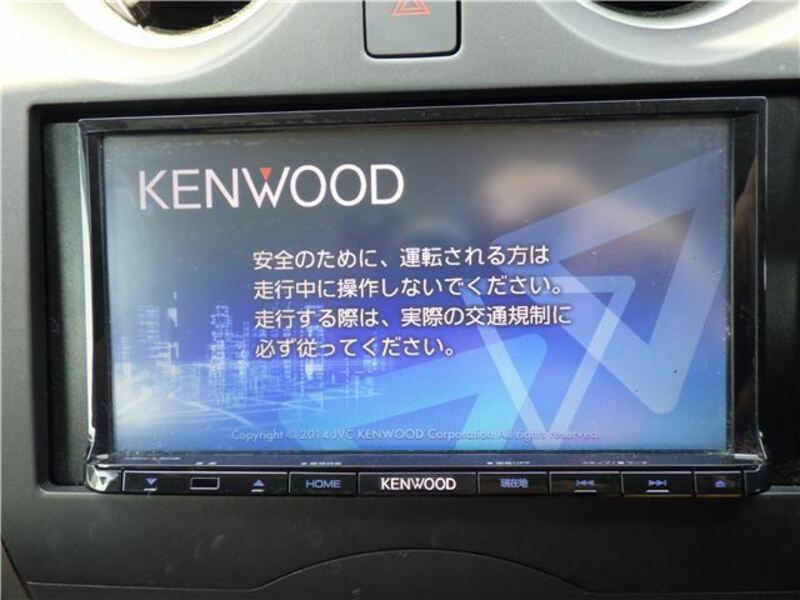 KENWOOD
安全のために、運転される方は
走行中に操作しないでください。
走行する際は、実際の交通規制に
必ず従ってください。
Copyright © 2014 JVC KENWOOD Corporation All rights reserved.
HOME
KENWOOD
現在地